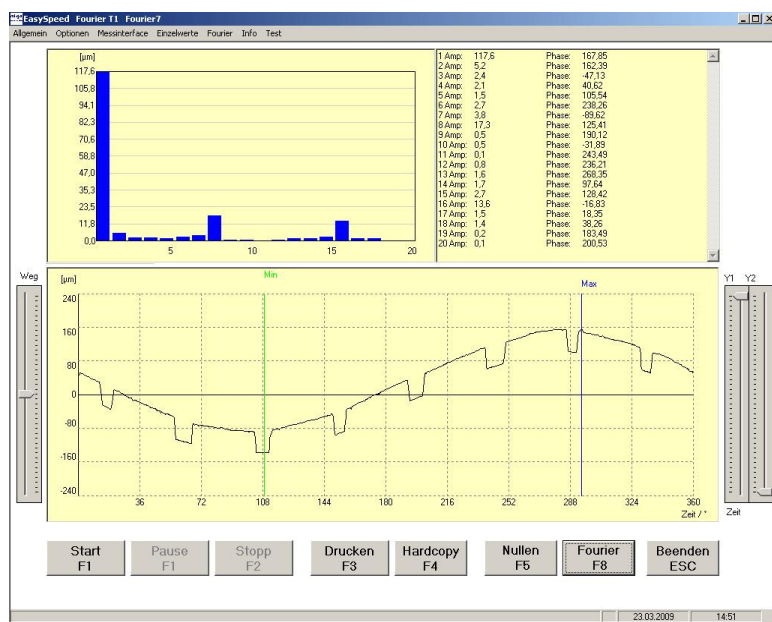 EasySpeed Fourier T1 Fourier7
Allgemein Optionen Messinterface Einzelwerte Fourier Info Test
[µm]
117,6
105,8
94,1
82,3
70,6
58,8
47,0
35,3
23,5
11,8
0,0
5 10 15 20
1 Amp: 117,6 Phase: 167,85
2 Amp: 5,2 Phase: 162,39
3 Amp: 2,4 Phase: -47,13
4 Amp: 2,1 Phase: 40,62
5 Amp: 1,5 Phase: 105,54
6 Amp: 2,7 Phase: 238,26
7 Amp: 3,8 Phase: -89,62
8 Amp: 17,3 Phase: 125,41
9 Amp: 0,5 Phase: 190,12
10 Amp: 0,5 Phase: -31,89
11 Amp: 0,1 Phase: 243,49
12 Amp: 0,8 Phase: 236,21
13 Amp: 1,6 Phase: 268,35
14 Amp: 1,7 Phase: 97,64
15 Amp: 2,7 Phase: 128,42
16 Amp: 13,6 Phase: -16,83
17 Amp: 1,5 Phase: 18,35
18 Amp: 1,4 Phase: 38,26
19 Amp: 0,2 Phase: 183,49
20 Amp: 0,1 Phase: 200,53
Weg
[µm]
Min
Max
Y1 Y2
240
160
80
0
-80
-160
-240
36 72 108 144 180 216 252 288 324 360
Zeit / °
Zeit
Start F1
Pause F1
Stopp F2
Drucken F3
Hardcopy F4
Nullen F5
Fourier F8
Beenden ESC
23.03.2009 14:51